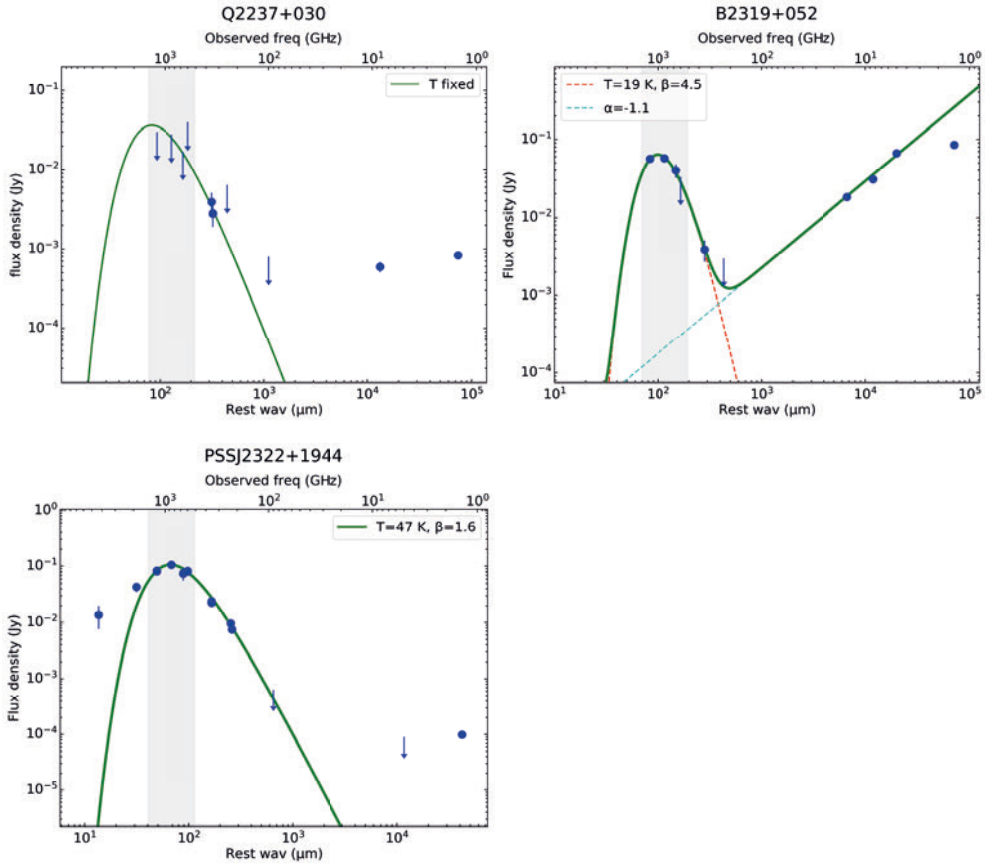 Q2237+030
Observed freq (GHz)
10³ 10² 10¹ 10⁰
10⁻¹
10⁻²
10⁻³
10⁻⁴
flux density (Jy)
T fixed
10² 10³ 10⁴ 10⁵
Rest wav (μm)
B2319+052
Observed freq (GHz)
10³ 10² 10¹ 10⁰
T=19 K, β=4.5
α=-1.1
10⁻¹
10⁻²
10⁻³
10⁻⁴
Flux density (Jy)
10¹ 10² 10³ 10⁴ 10⁵
Rest wav (μm)
PSSJ2322+1944
Observed freq (GHz)
10³ 10² 10¹ 10⁰
10⁰
10⁻¹
10⁻²
10⁻³
10⁻⁴
10⁻⁵
Flux density (Jy)
T=47 K, β=1.6
10¹ 10² 10³ 10⁴
Rest wav (μm)